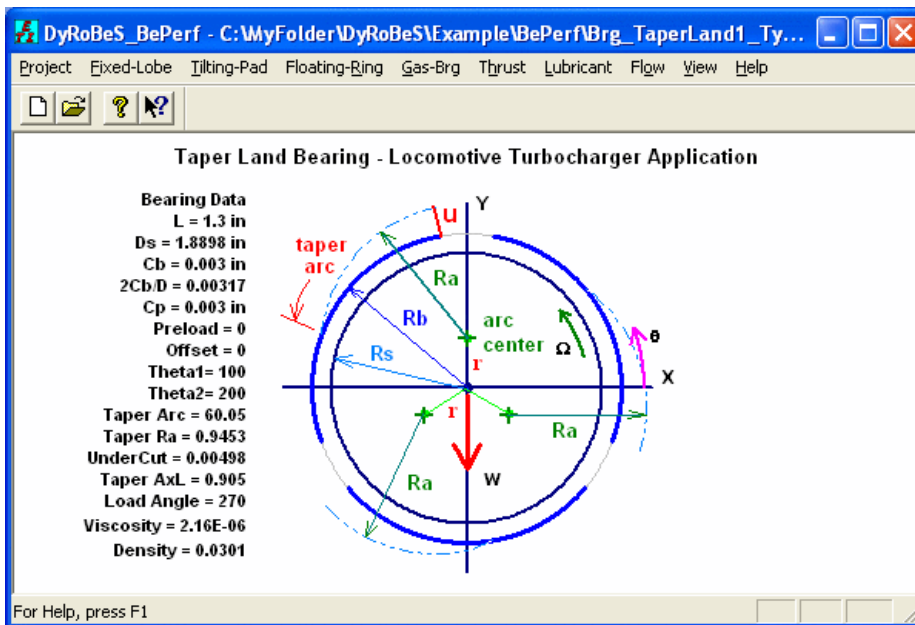 DyRoBeS_BePerf - C:\MyFolder\DyRoBeS\Example\BePerf\Brg_TaperLand1_Ty...
Project Fixed-Lobe Tilting-Pad Floating-Ring Gas-Brg Thrust Lubricant Flow View Help
Taper Land Bearing - Locomotive Turbocharger Application
Bearing Data
L = 1.3 in
Ds = 1.8898 in
Cb = 0.003 in
2Cb/D = 0.00317
Cp = 0.003 in
Preload = 0
Offset = 0
Theta1= 100
Theta2= 200
Taper Arc = 60.05
Taper Ra = 0.9453
UnderCut = 0.00498
Taper AxL = 0.905
Load Angle = 270
Viscosity = 2.16E-06
Density = 0.0301
Y
u
taper
arc
Ra
Rb
arc
center
Rs
Ω
θ
r
X
r
Ra
W
Ra
For Help, press F1